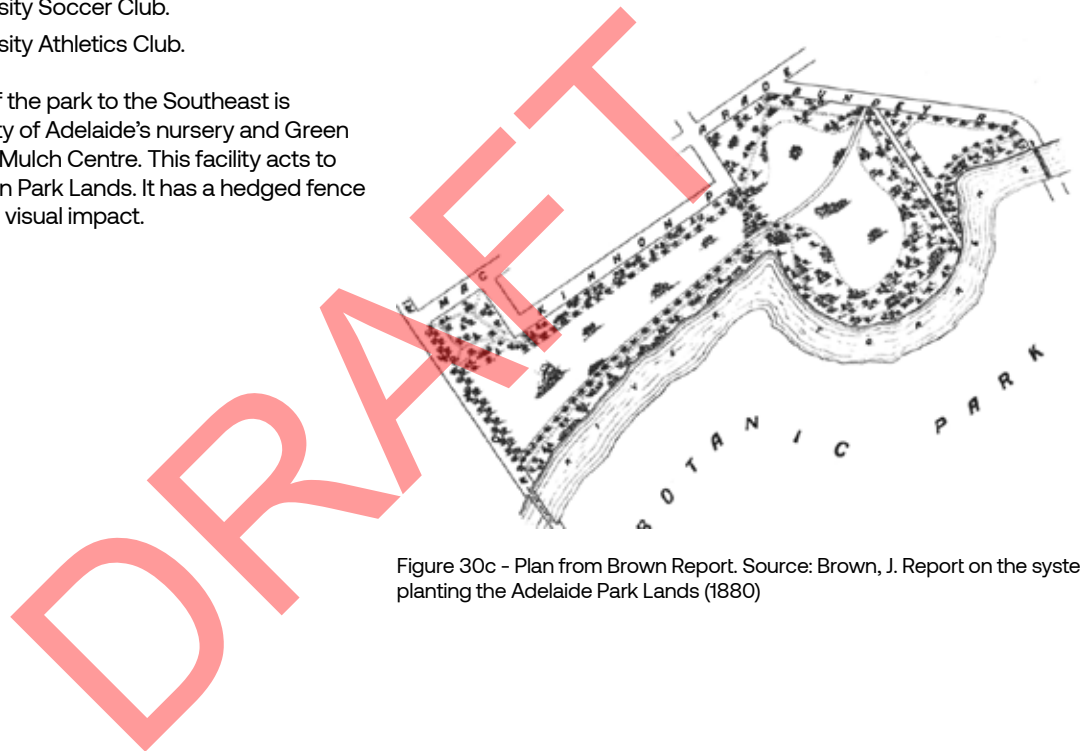 sity Soccer Club.
sity Athletics Club.
f the park to the Southeast is
ty of Adelaide's nursery and Green
Mulch Centre. This facility acts to
n Park Lands. It has a hedged fence
visual impact.
DRAFT
BOTANIC PARK
Figure 30c - Plan from Brown Report. Source: Brown, J. Report on the syste
planting the Adelaide Park Lands (1880)